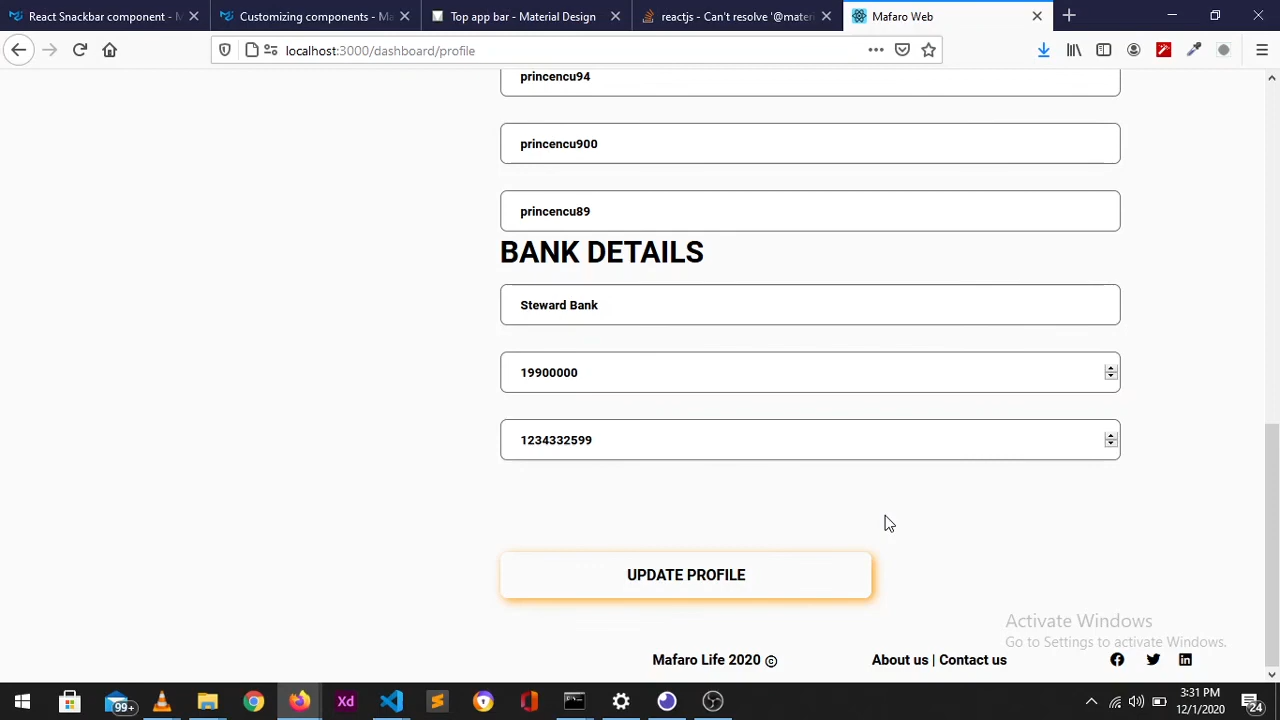 React Snackbar component - M
Customizing components - Ma
Top app bar - Material Design
reactjs - Can't resolve '@mater
Mafaro Web
localhost:3000/dashboard/profile
princencu94
princencu900
princencu89
BANK DETAILS
Steward Bank
19900000
1234332599
UPDATE PROFILE
Activate Windows
Go to Settings to activate Windows.
Mafaro Life 2020 ©
About us | Contact us
99+
Xd
3:31 PM
12/1/2020
24